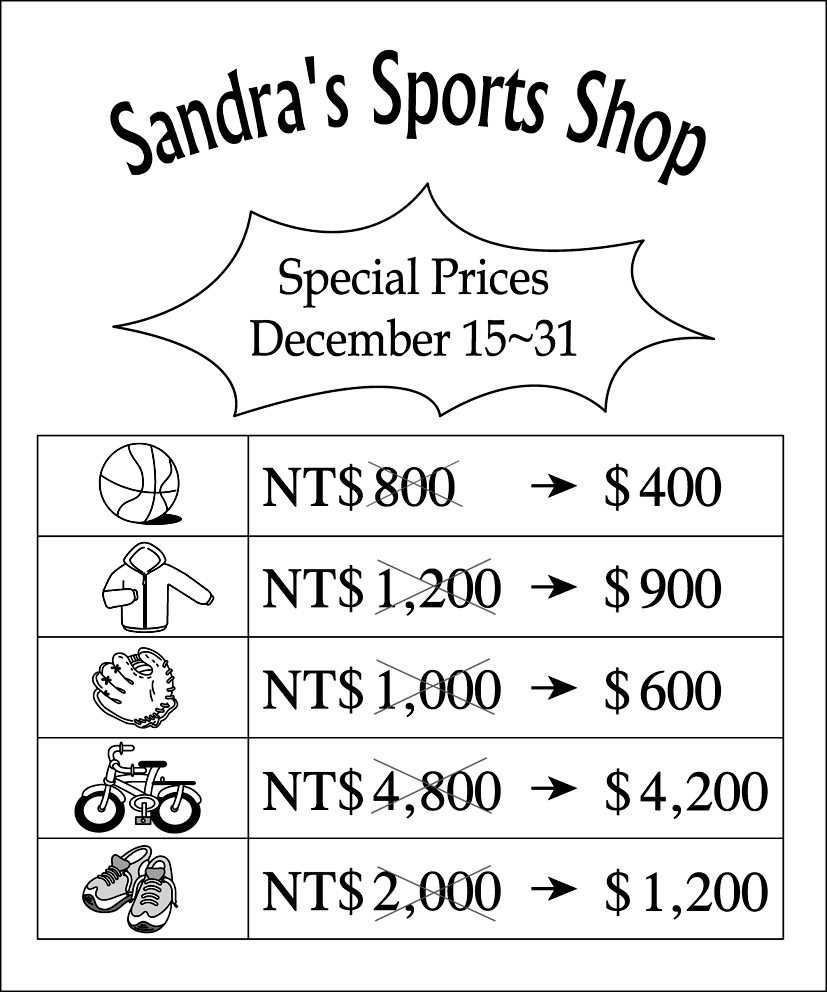 Sandra's Sports Shop
Special Prices
December 15~31
NT$ 800 → $ 400
NT$ 1,200 → $ 900
NT$ 1,000 → $ 600
NT$ 4,800 → $ 4,200
NT$ 2,000 → $ 1,200